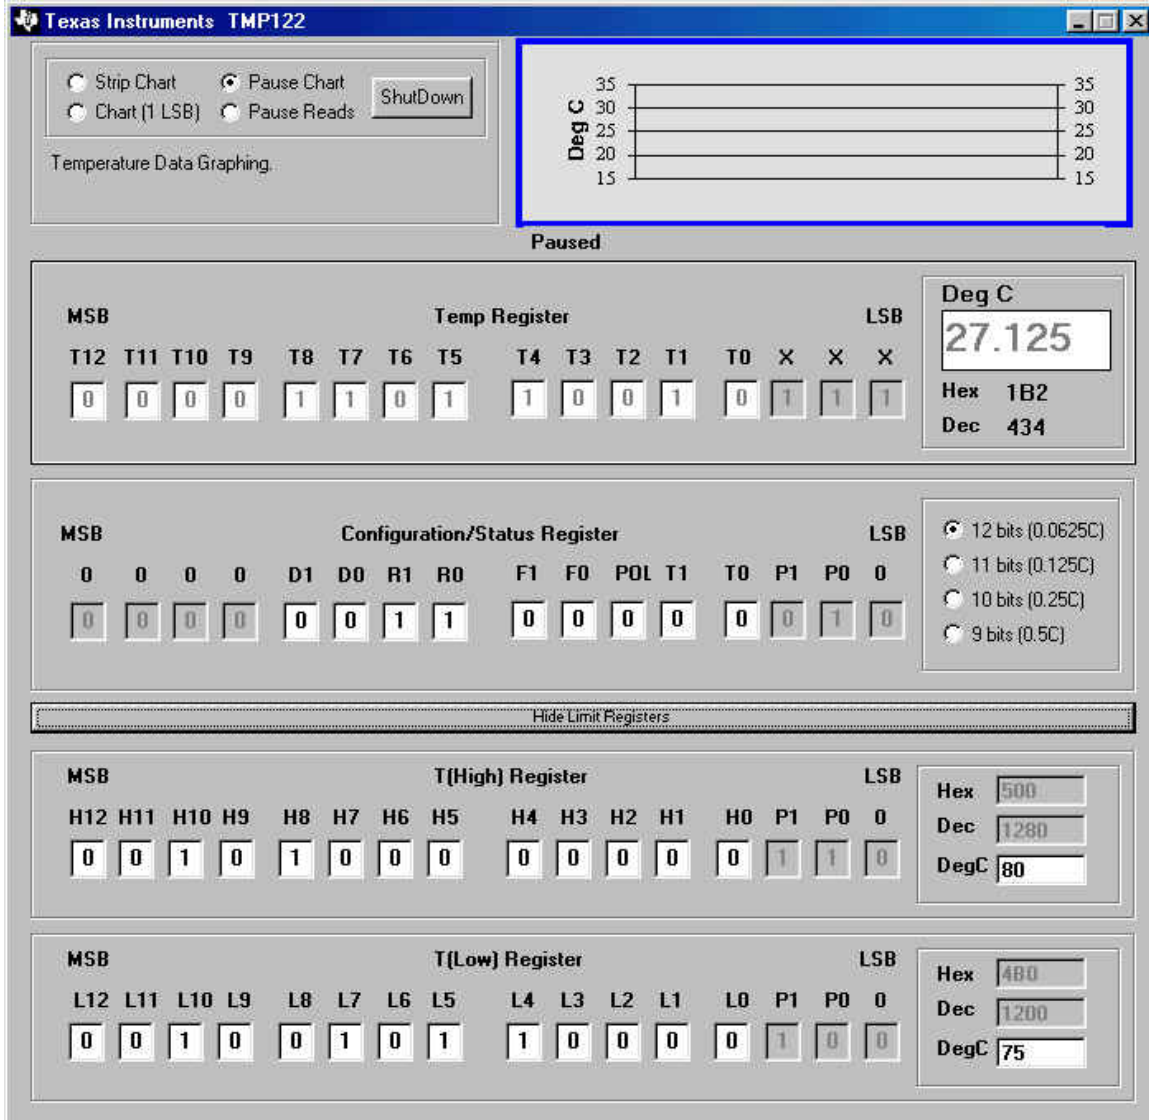 Texas Instruments TMP122
Strip Chart Pause Chart ShutDown
Chart (1 LSB) Pause Reads
Temperature Data Graphing.
Deg C
35 35
30 30
25 25
20 20
15 15
Paused
MSB Temp Register LSB
T12 T11 T10 T9 T8 T7 T6 T5 T4 T3 T2 T1 T0 X X X
0 0 0 0 1 1 0 1 1 0 0 1 0 1 1 1
Deg C
27.125
Hex 1B2
Dec 434
MSB Configuration/Status Register LSB
0 0 0 0 D1 D0 R1 R0 F1 F0 POL T1 T0 P1 P0 0
0 0 0 0 0 0 1 1 0 0 0 0 0 0 1 0
12 bits (0.0625C)
11 bits (0.125C)
10 bits (0.25C)
9 bits (0.5C)
Hide Limit Registers
MSB T(High) Register LSB
H12 H11 H10 H9 H8 H7 H6 H5 H4 H3 H2 H1 H0 P1 P0 0
0 0 1 0 1 0 0 0 0 0 0 0 0 1 1 0
Hex 500
Dec 1280
DegC 80
MSB T(Low) Register LSB
L12 L11 L10 L9 L8 L7 L6 L5 L4 L3 L2 L1 L0 P1 P0 0
0 0 1 0 0 1 0 1 1 0 0 0 0 1 0 0
Hex 4B0
Dec 1200
DegC 75